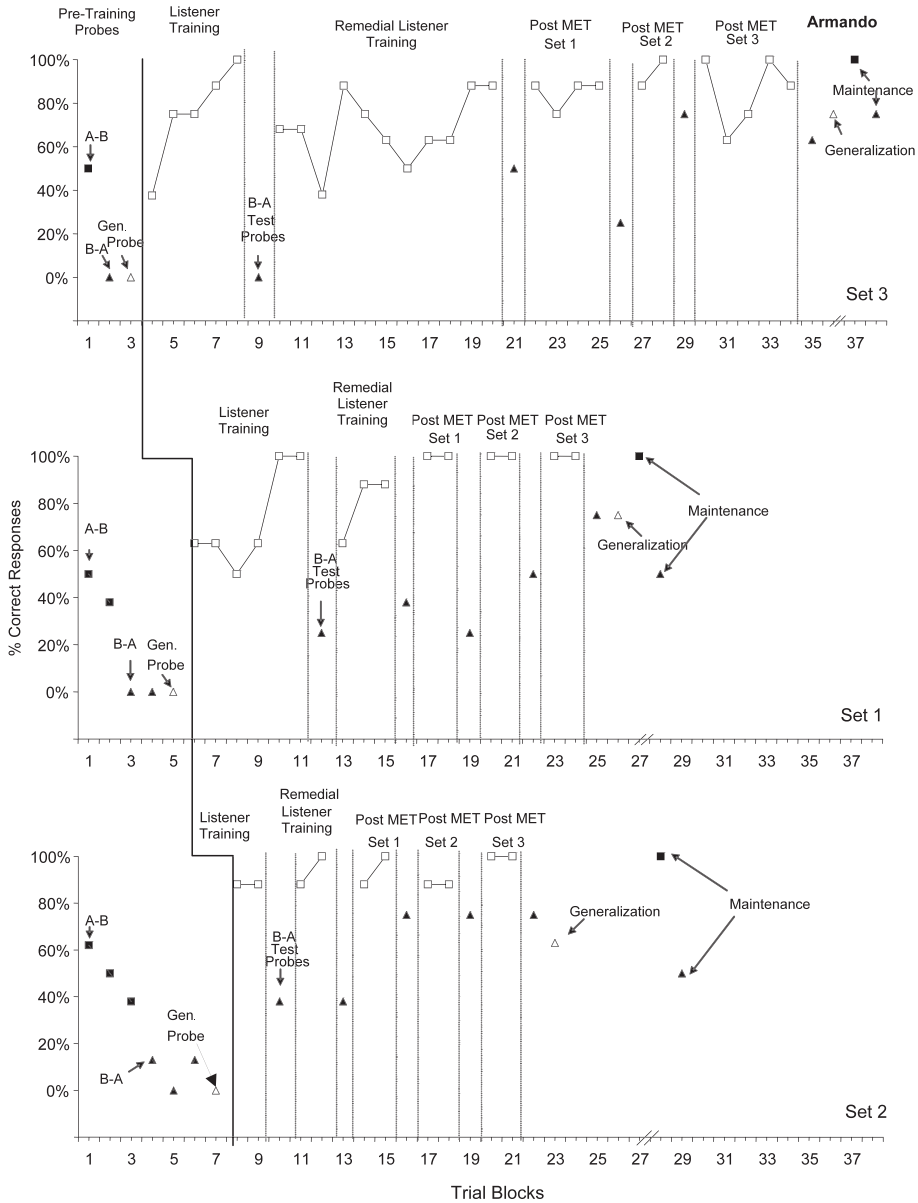 Pre-Training
Probes
Listener
Training
Remedial Listener
Training
Post MET
Set 1
Post MET
Set 2
Post MET
Set 3
Armando
100%
80%
60%
40%
20%
0%
A-B
B-A
Gen.
Probe
B-A
Test
Probes
Maintenance
Generalization
Set 3
1 3 5 7 9 11 13 15 17 19 21 23 25 27 29 31 33 35 37
Listener
Training
Remedial
Listener
Training
Post MET
Set 1
Post MET
Set 2
Post MET
Set 3
% Correct Responses
100%
80%
60%
40%
20%
0%
A-B
B-A
Gen.
Probe
B-A
Test
Probes
Generalization
Maintenance
Set 1
1 3 5 7 9 11 13 15 17 19 21 23 25 27 29 31 33 35 37
Listener
Training
Remedial
Listener
Training
Post MET
Set 1
Post MET
Set 2
Post MET
Set 3
100%
80%
60%
40%
20%
0%
A-B
B-A
Gen.
Probe
B-A
Test
Probes
Generalization
Maintenance
Set 2
1 3 5 7 9 11 13 15 17 19 21 23 25 27 29 31 33 35 37
Trial Blocks